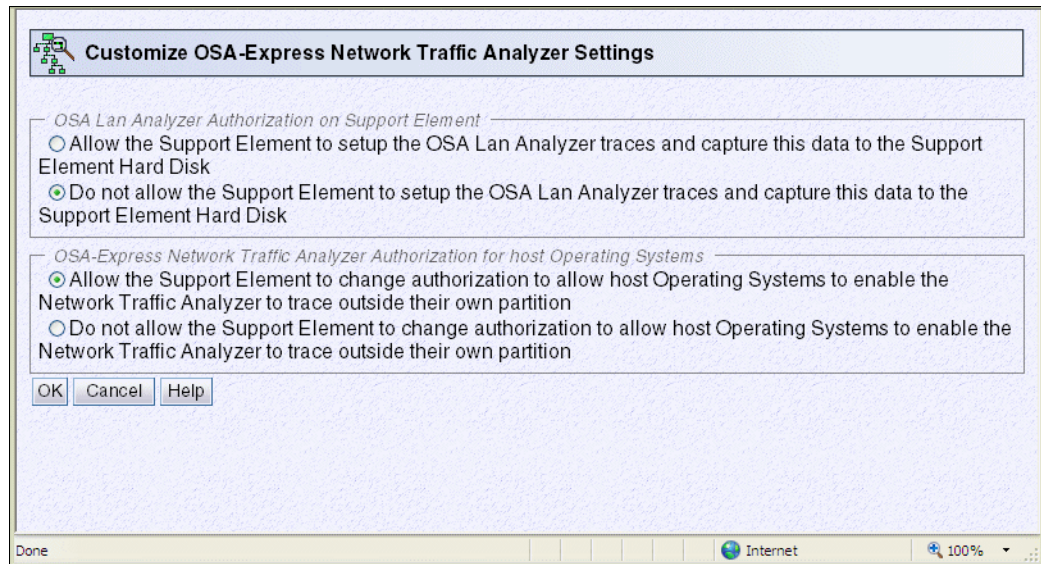 Customize OSA-Express Network Traffic Analyzer Settings
OSA Lan Analyzer Authorization on Support Element
Allow the Support Element to setup the OSA Lan Analyzer traces and capture this data to the Support
Element Hard Disk
Do not allow the Support Element to setup the OSA Lan Analyzer traces and capture this data to the
Support Element Hard Disk
OSA-Express Network Traffic Analyzer Authorization for host Operating Systems
Allow the Support Element to change authorization to allow host Operating Systems to enable the
Network Traffic Analyzer to trace outside their own partition
Do not allow the Support Element to change authorization to allow host Operating Systems to enable the
Network Traffic Analyzer to trace outside their own partition
OK Cancel Help
Done Internet 100%